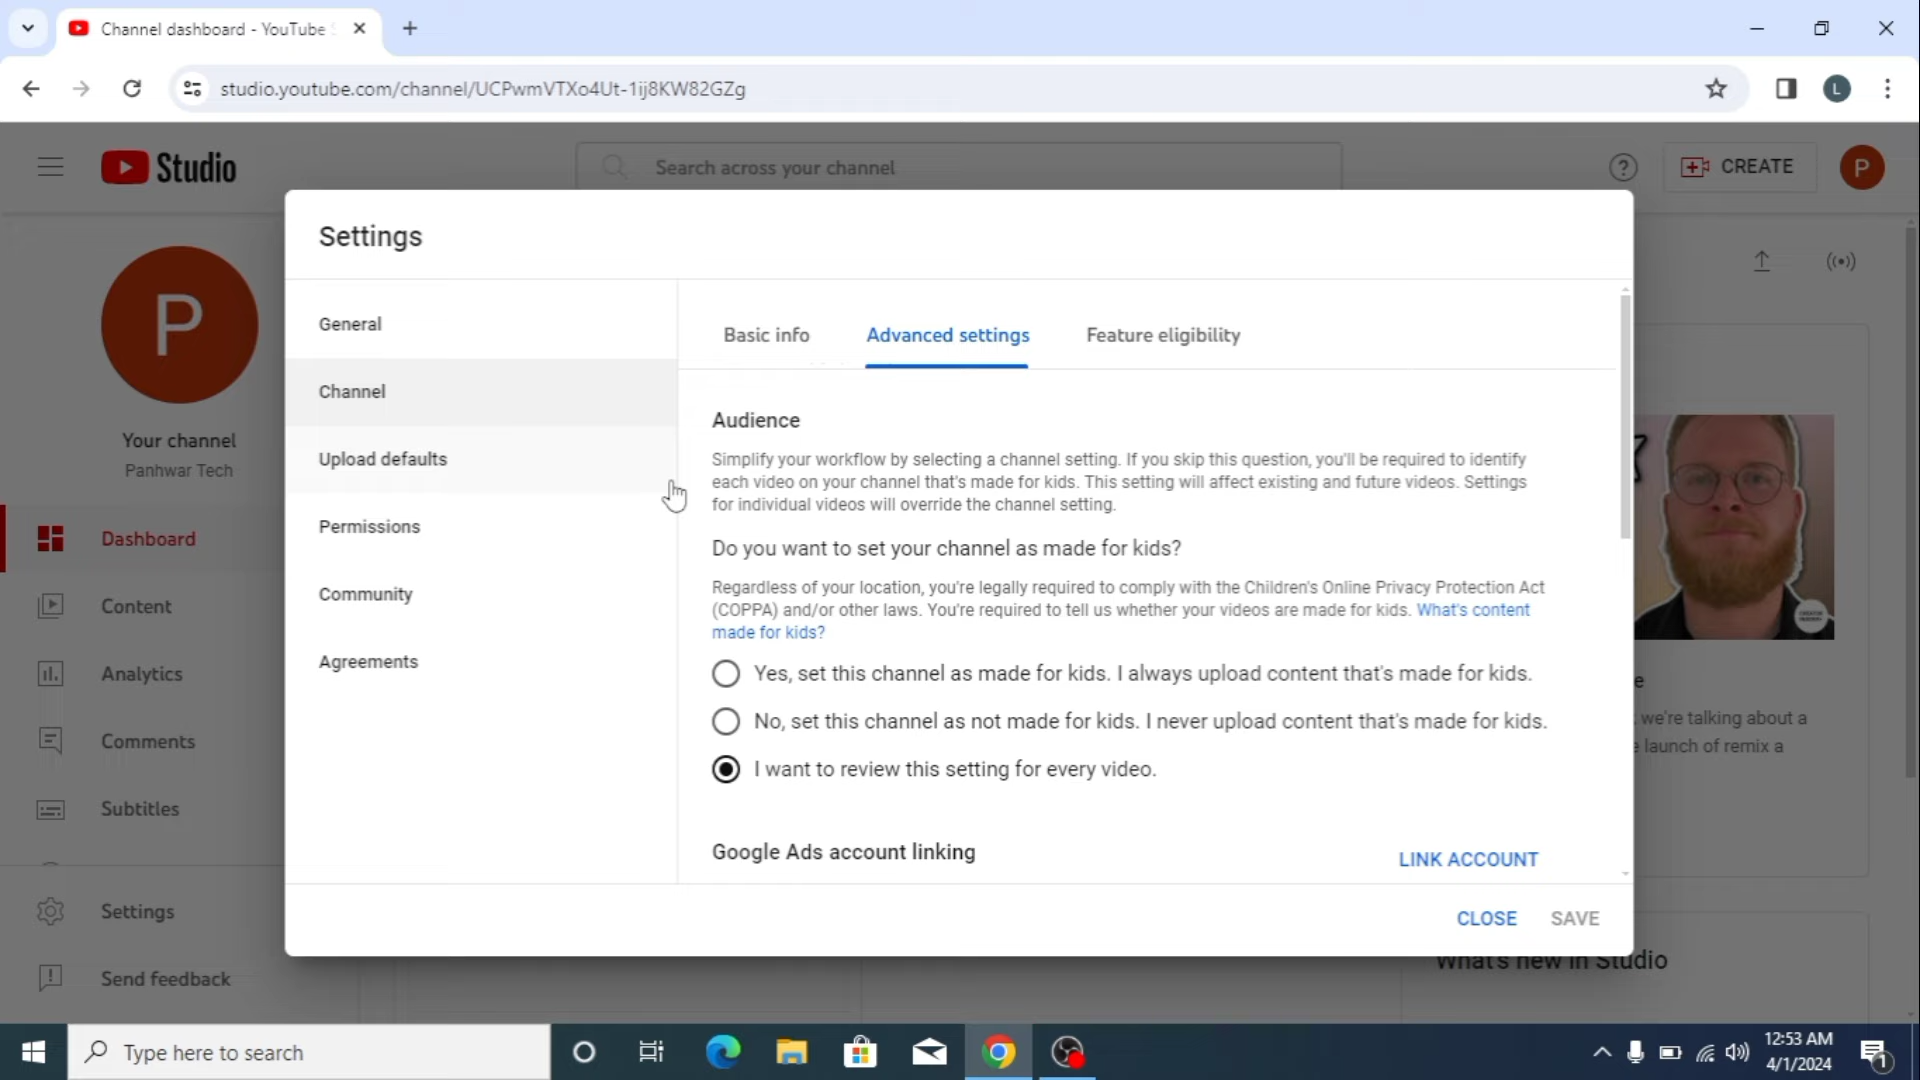 Channel dashboard - YouTube
studio.youtube.com/channel/UCPwmVTXo4Ut-1ij8KW82GZg
L
Studio
Search across your channel
?
CREATE
P
Settings
P
Your channel
Panhwar Tech
Dashboard
Content
Analytics
Comments
Subtitles
Settings
Send feedback
General
Channel
Upload defaults
Permissions
Community
Agreements
Basic info
Advanced settings
Feature eligibility
Audience
Simplify your workflow by selecting a channel setting. If you skip this question, you'll be required to identify
each video on your channel that's made for kids. This setting will affect existing and future videos. Settings
for individual videos will override the channel setting.
Do you want to set your channel as made for kids?
Regardless of your location, you're legally required to comply with the Children's Online Privacy Protection Act
(COPPA) and/or other laws. You're required to tell us whether your videos are made for kids. What's content
made for kids?
Yes, set this channel as made for kids. I always upload content that's made for kids.
No, set this channel as not made for kids. I never upload content that's made for kids.
I want to review this setting for every video.
Google Ads account linking
LINK ACCOUNT
CLOSE
SAVE
we're talking about a
launch of remix a
What's new in Studio
Type here to search
12:53 AM
4/1/2024
1